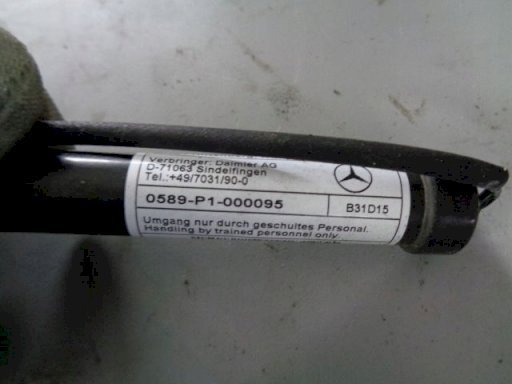 Verbringer: Daimler AG
D-71063 Sindelfingen
Tel.:+49/7031/90-0
0589-P1-000095
B31D15
Umgang nur durch geschultes Personal.
Handling by trained personnel only.